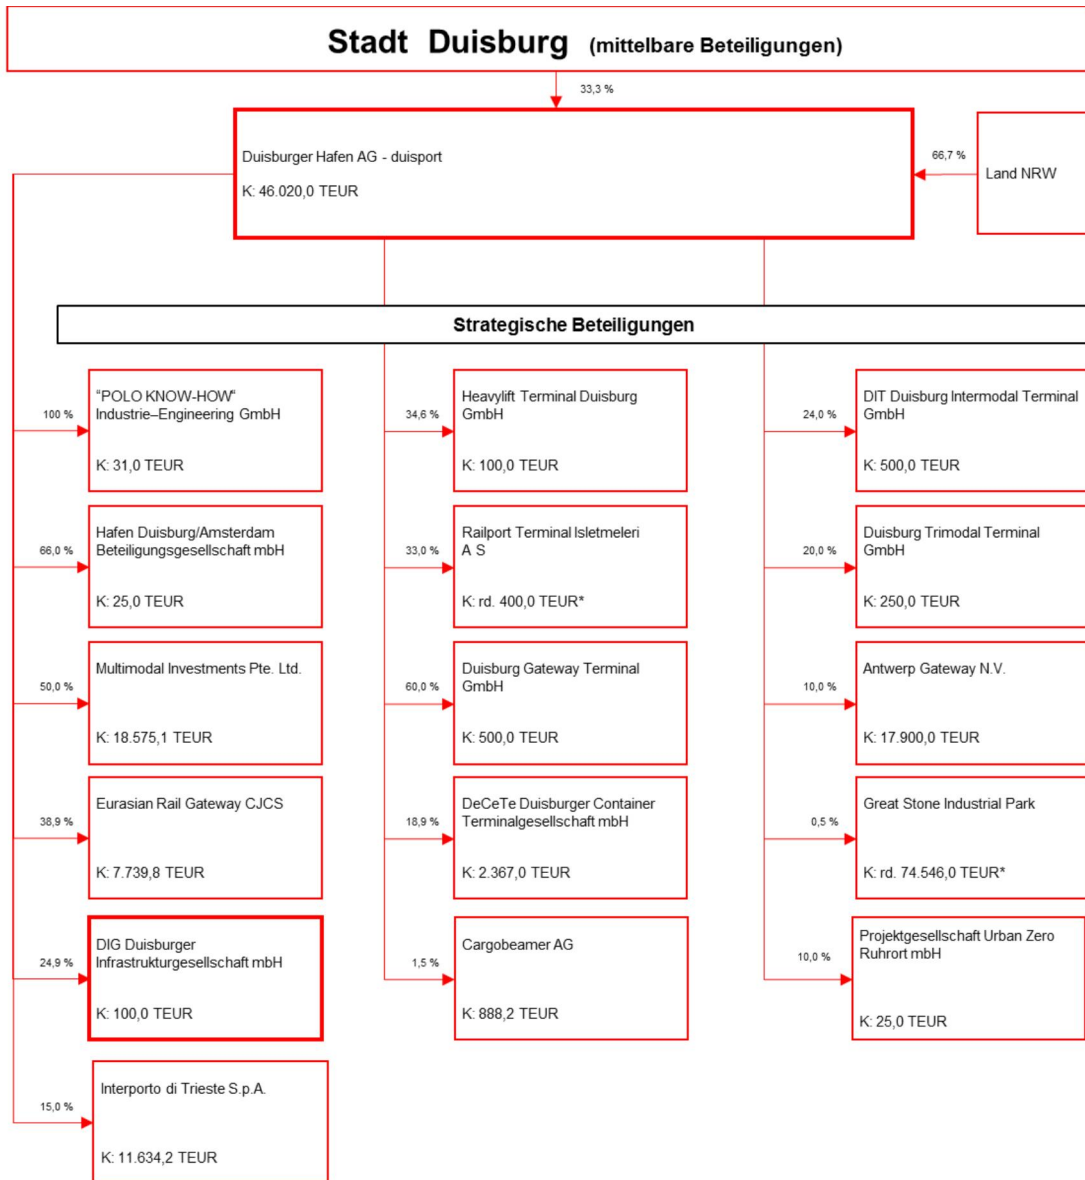 Stadt Duisburg (mittelbare Beteiligungen)
33,3 %
Duisburger Hafen AG - duisport
K: 46.020,0 TEUR
66,7 %
Land NRW
Strategische Beteiligungen
100 %
“POLO KNOW-HOW“
Industrie–Engineering GmbH
K: 31,0 TEUR
34,6 %
Heavylift Terminal Duisburg
GmbH
K: 100,0 TEUR
24,0 %
DIT Duisburg Intermodal Terminal
GmbH
K: 500,0 TEUR
66,0 %
Hafen Duisburg/Amsterdam
Beteiligungsgesellschaft mbH
K: 25,0 TEUR
33,0 %
Railport Terminal Isletmeleri
A S
K: rd. 400,0 TEUR*
20,0 %
Duisburg Trimodal Terminal
GmbH
K: 250,0 TEUR
50,0 %
Multimodal Investments Pte. Ltd.
K: 18.575,1 TEUR
60,0 %
Duisburg Gateway Terminal
GmbH
K: 500,0 TEUR
10,0 %
Antwerp Gateway N.V.
K: 17.900,0 TEUR
38,9 %
Eurasian Rail Gateway CJCS
K: 7.739,8 TEUR
18,9 %
DeCeTe Duisburger Container
Terminalgesellschaft mbH
K: 2.367,0 TEUR
0,5 %
Great Stone Industrial Park
K: rd. 74.546,0 TEUR*
24,9 %
DIG Duisburger
Infrastrukturgesellschaft mbH
K: 100,0 TEUR
1,5 %
Cargobeamer AG
K: 888,2 TEUR
10,0 %
Projektgesellschaft Urban Zero
Ruhrort mbH
K: 25,0 TEUR
15,0 %
Interporto di Trieste S.p.A.
K: 11.634,2 TEUR